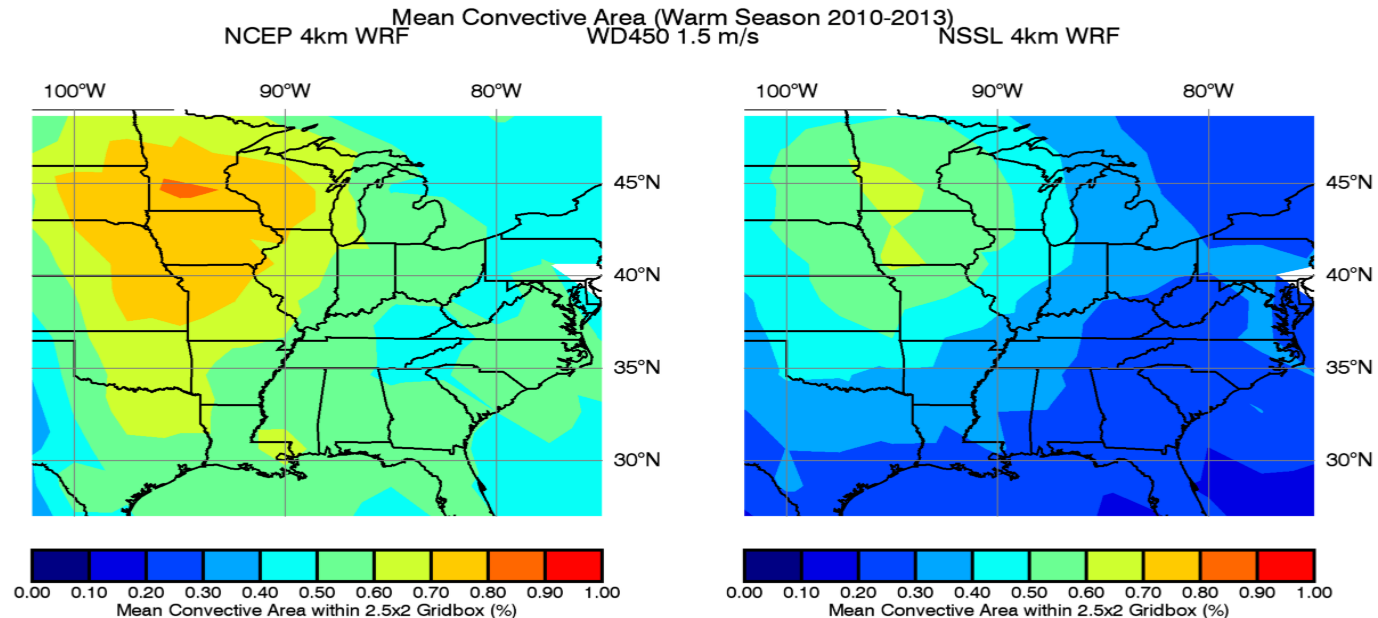 Mean Convective Area (Warm Season 2010-2013)
NCEP 4km WRF WD450 1.5 m/s NSSL 4km WRF
100°W 90°W 80°W 100°W 90°W 80°W
45°N 45°N
40°N 40°N
35°N 35°N
30°N 30°N
0.00 0.10 0.20 0.30 0.40 0.50 0.60 0.70 0.80 0.90 1.00 0.00 0.10 0.20 0.30 0.40 0.50 0.60 0.70 0.80 0.90 1.00
Mean Convective Area within 2.5x2 Gridbox (%) Mean Convective Area within 2.5x2 Gridbox (%)